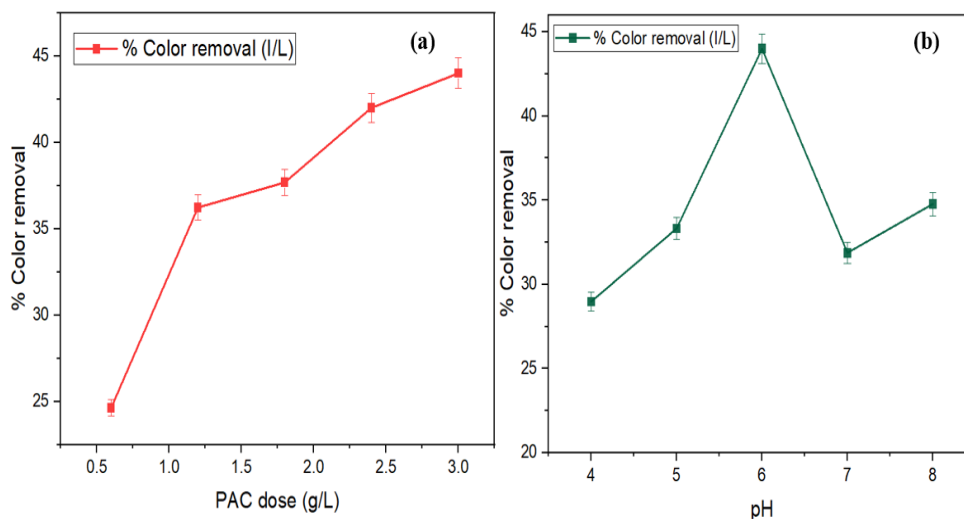 % Color removal (I/L)
(a)
% Color removal
45
40
35
30
25
0.5 1.0 1.5 2.0 2.5 3.0
PAC dose (g/L)
% Color removal (I/L)
(b)
% Color removal
45
40
35
30
25
20
4 5 6 7 8
pH